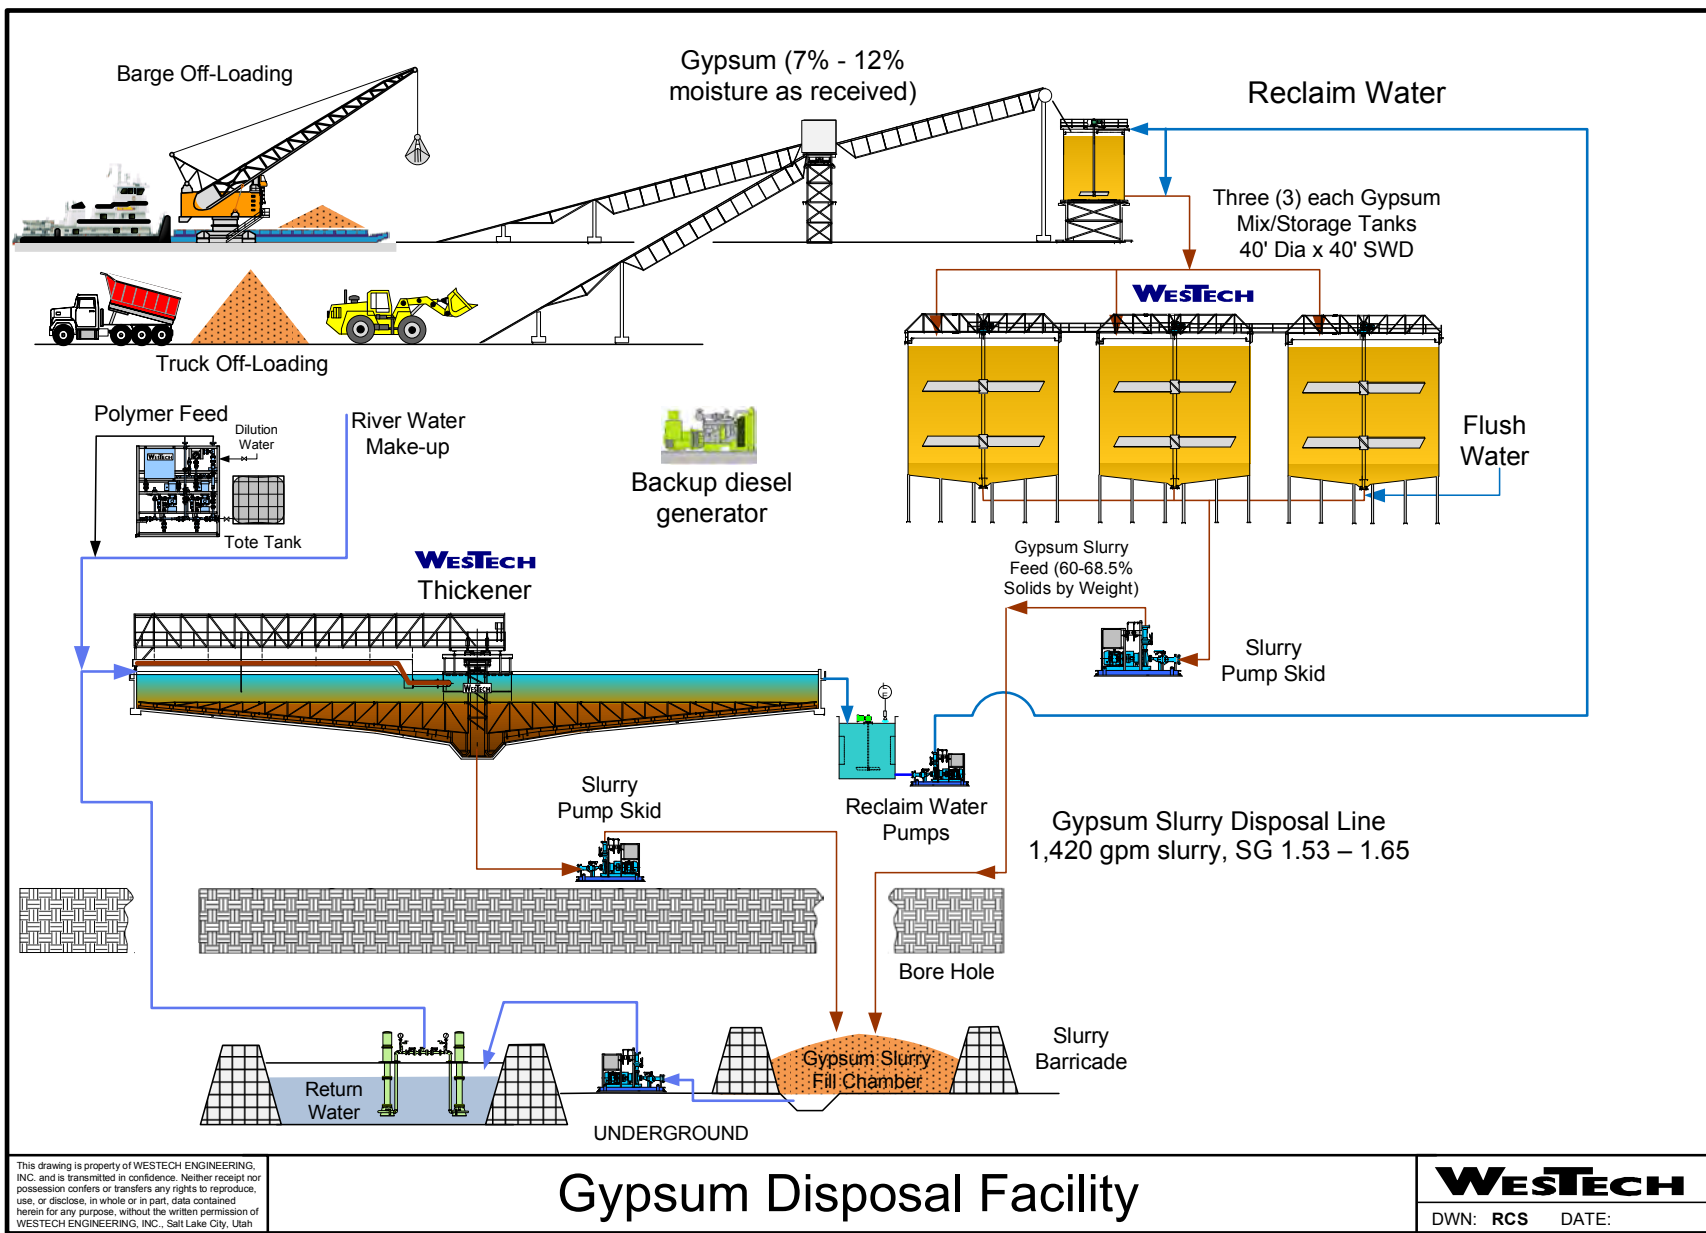 Barge Off-Loading
Gypsum (7% - 12%
moisture as received)
Reclaim Water
Three (3) each Gypsum
Mix/Storage Tanks
40' Dia x 40' SWD
WESTECH
Truck Off-Loading
Polymer Feed
Dilution
Water
WESTECH
Tote Tank
River Water
Make-up
Backup diesel
generator
Flush
Water
WESTECH
Thickener
WESTECH
Gypsum Slurry
Feed (60-68.5%
Solids by Weight)
Slurry
Pump Skid
Slurry
Pump Skid
Reclaim Water
Pumps
Gypsum Slurry Disposal Line
1,420 gpm slurry, SG 1.53 – 1.65
Bore Hole
Slurry
Barricade
Gypsum Slurry
Fill Chamber
Return
Water
UNDERGROUND
This drawing is property of WESTECH ENGINEERING,
INC. and is transmitted in confidence. Neither receipt nor
possession confers or transfers any rights to reproduce,
use, or disclose, in whole or in part, data contained
herein for any purpose, without the written permission of
WESTECH ENGINEERING, INC., Salt Lake City, Utah
Gypsum Disposal Facility
WESTECH
DWN: RCS DATE: